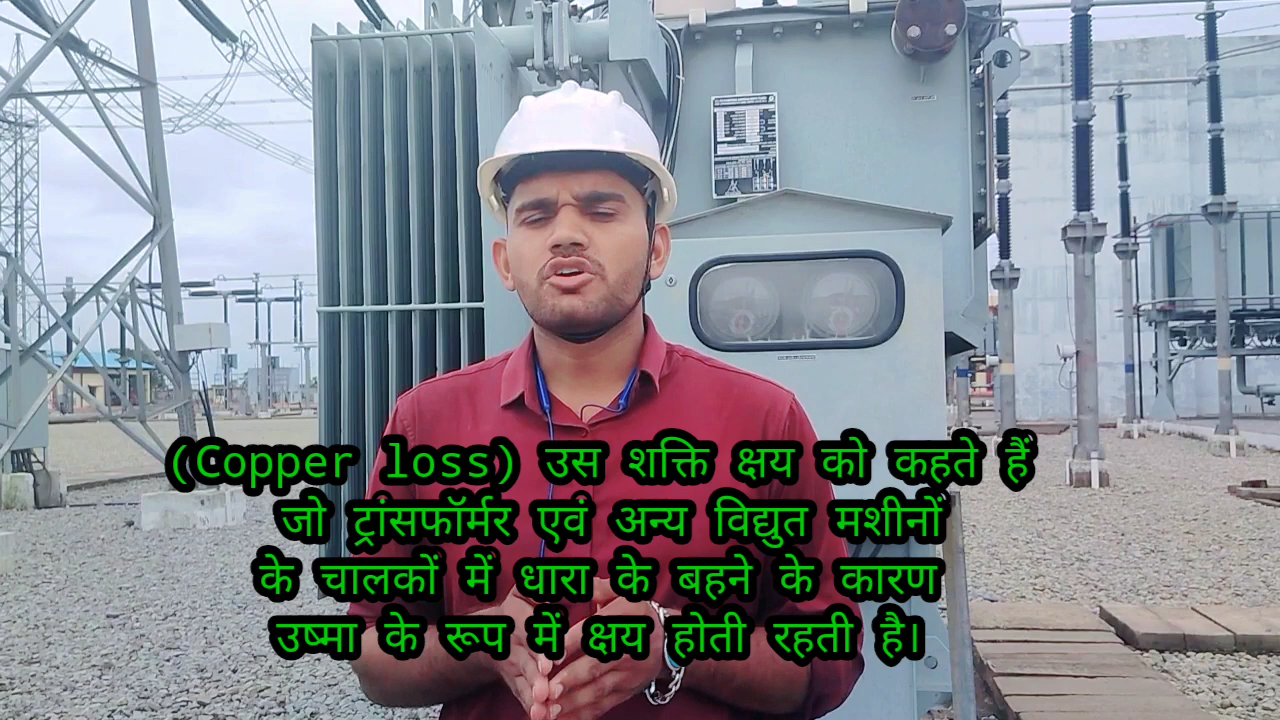 (Copper loss) उस शक्ति क्षय को कहते हैं
जो ट्रांसफॉर्मर एवं अन्य विद्युत मशीनों
के चालकों में धारा के बहने के कारण
उष्मा के रूप में क्षय होती रहती है।